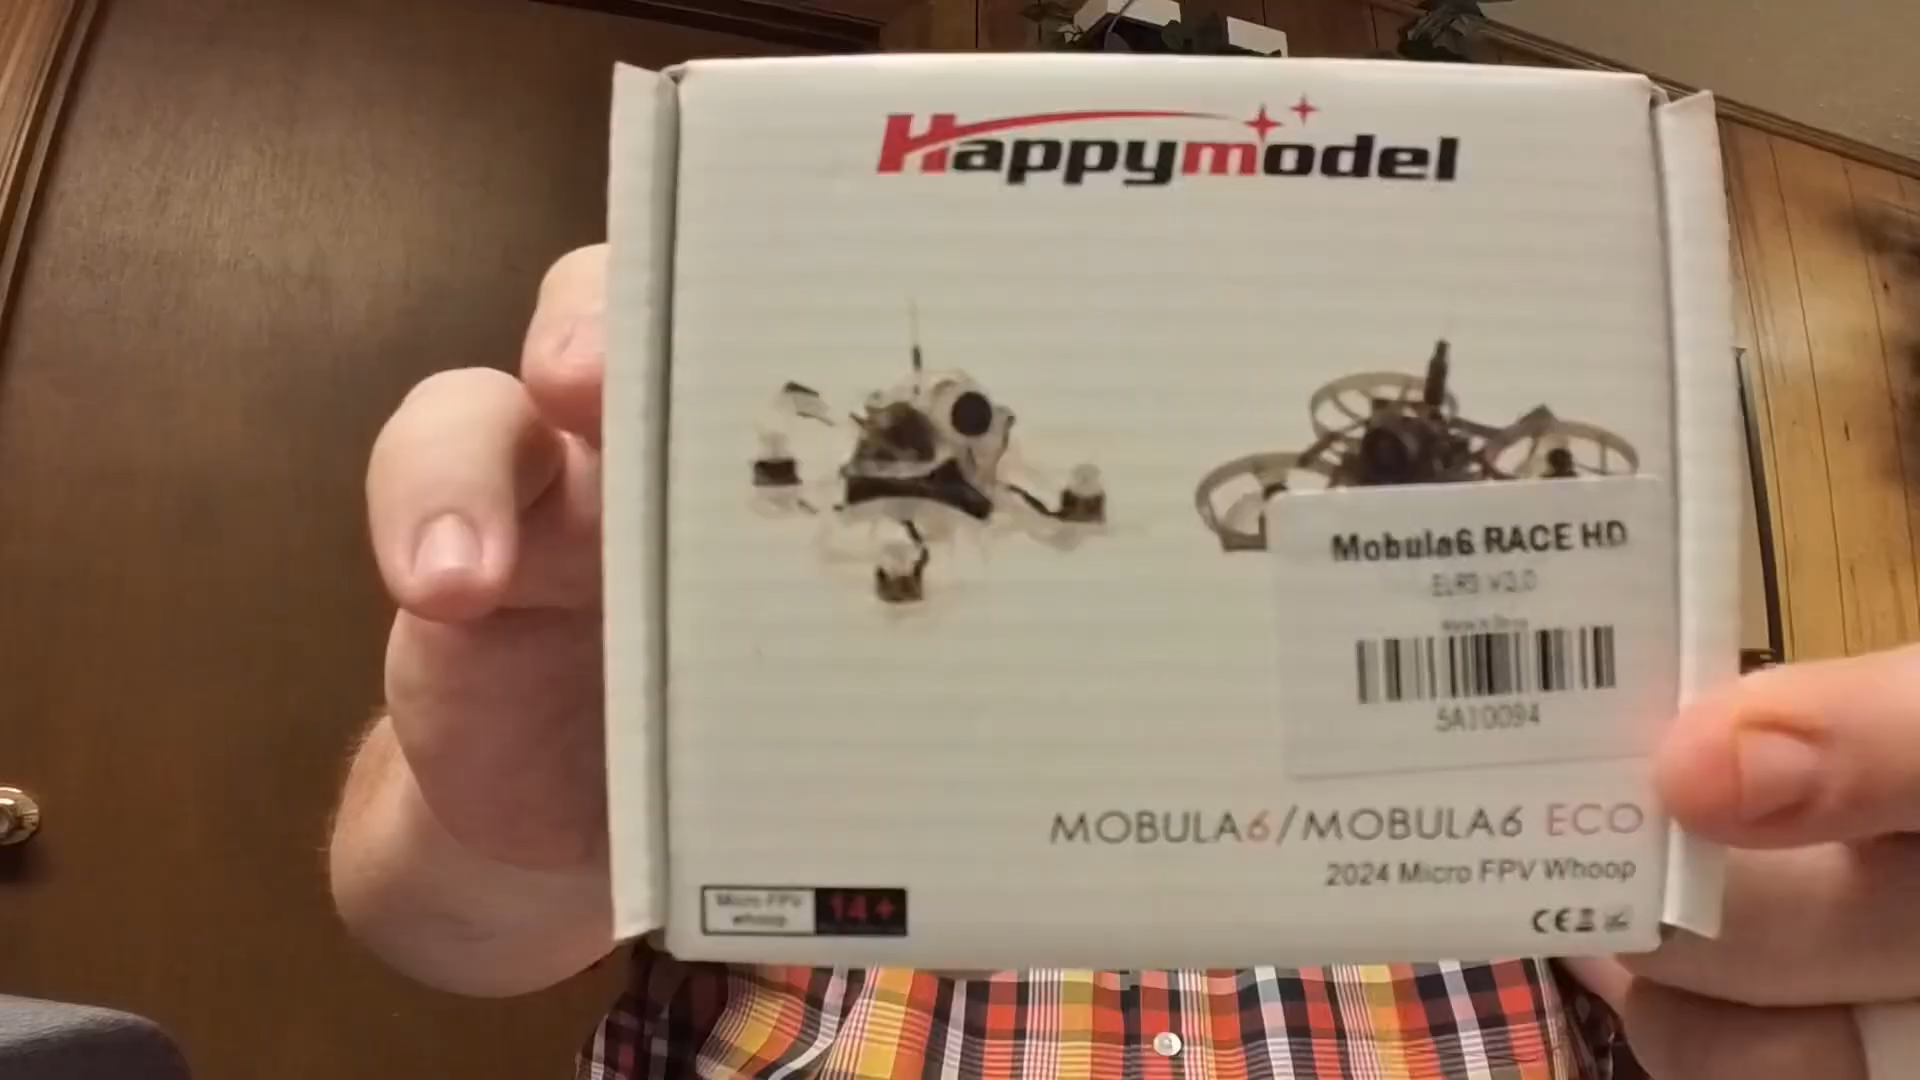 Happymodel
Mobula6 RACE HD
ELRS V3.0
5A10094
MOBULA6/MOBULA6 ECO
2024 Micro FPV Whoop
Micro FPV
whoop
14+
CE